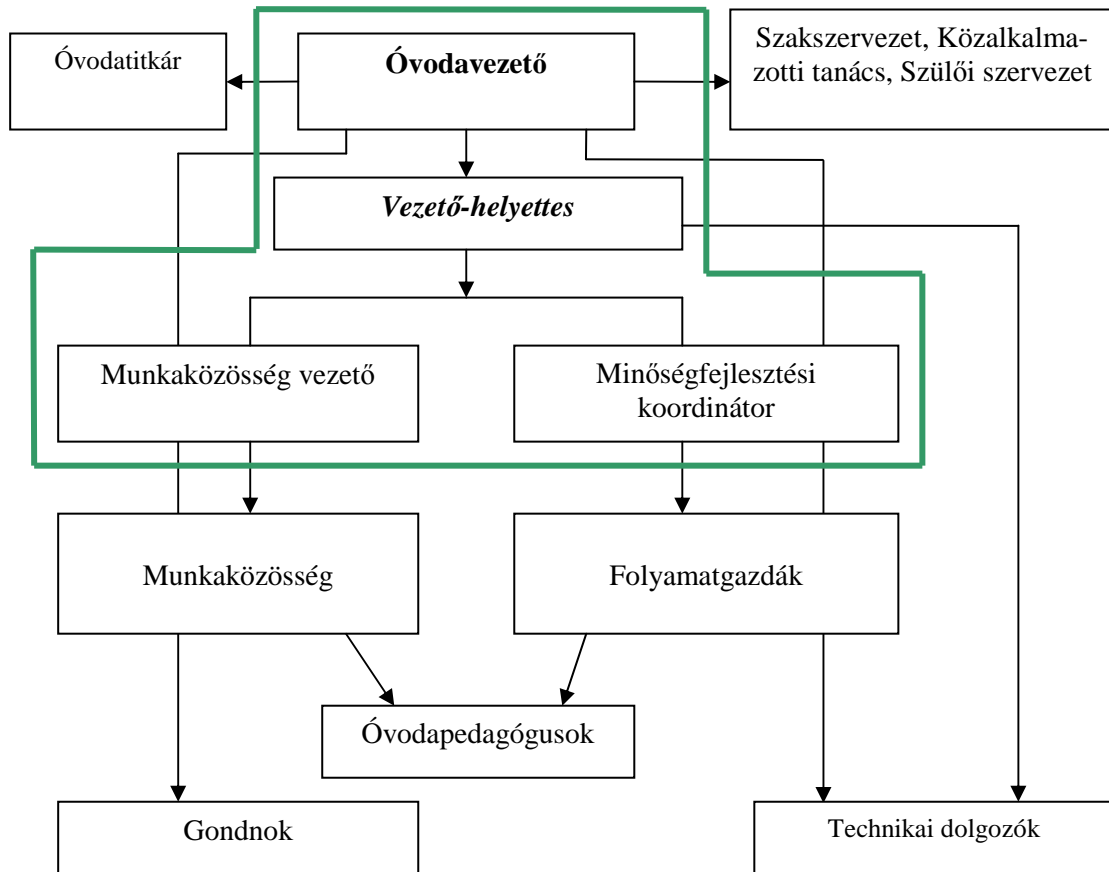 Óvodatitkár
Óvodavezető
Szakszervezet, Közalkalma-
zotti tanács, Szülői szervezet
Vezető-helyettes
Munkaközösség vezető
Minőségfejlesztési
koordinátor
Munkaközösség
Folyamatgazdák
Óvodapedagógusok
Gondnok
Technikai dolgozók